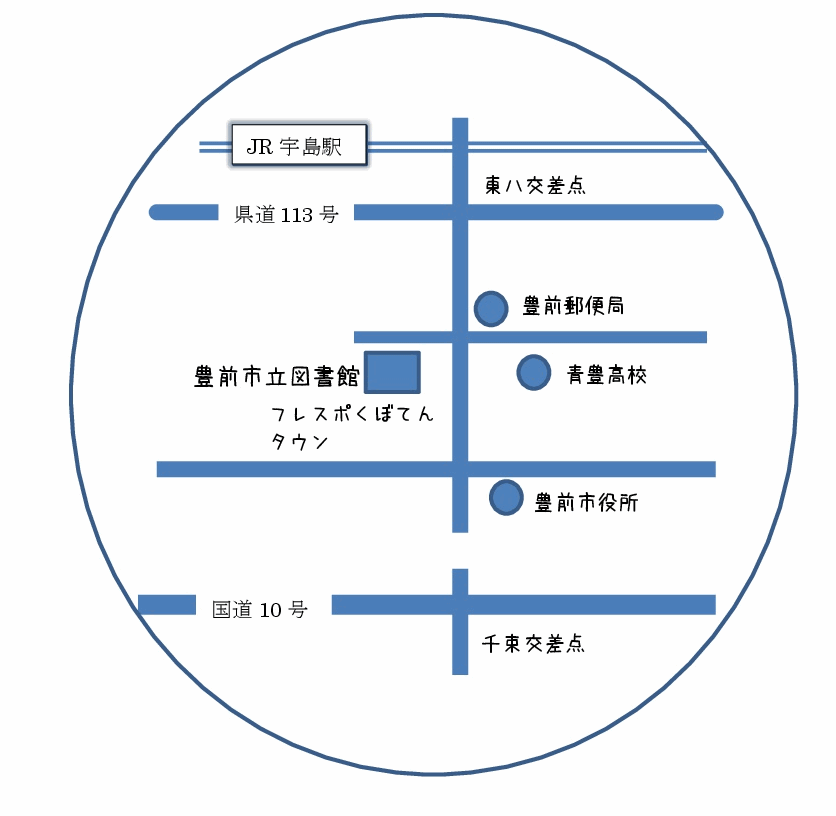 JR 宇島駅
東八交差点
県道 113 号
豊前郵便局
豊前市立図書館
青豊高校
フレスポくぼてん
タウン
豊前市役所
国道 10 号
千束交差点